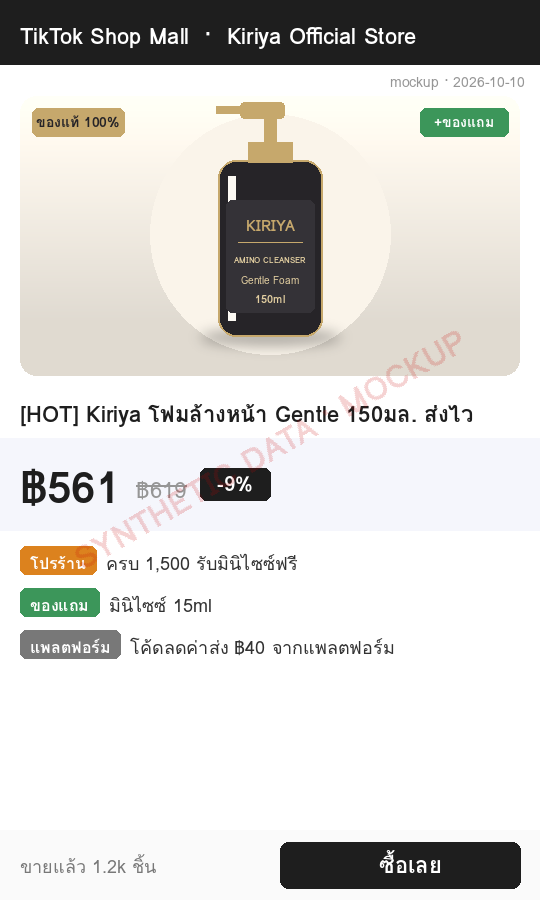 TikTok Shop Mall · Kiriya Official Store
mockup · 2026-10-10
ของแท้ 100%
+ของแถม
KIRIYA
AMINO CLEANSER
Gentle Foam
150ml
[HOT] Kiriya โฟมล้างหน้า Gentle 150มล. ส่งไว
฿561 ฿619 -9%
โปรร้าน ครบ 1,500 รับมินิไซซ์ฟรี
ของแถม มินิไซซ์ 15ml
แพลตฟอร์ม โค้ดลดค่าส่ง ฿40 จากแพลตฟอร์ม
SYNTHETIC DATA · MOCKUP
ขายแล้ว 1.2k ชิ้น
ซื้อเลย